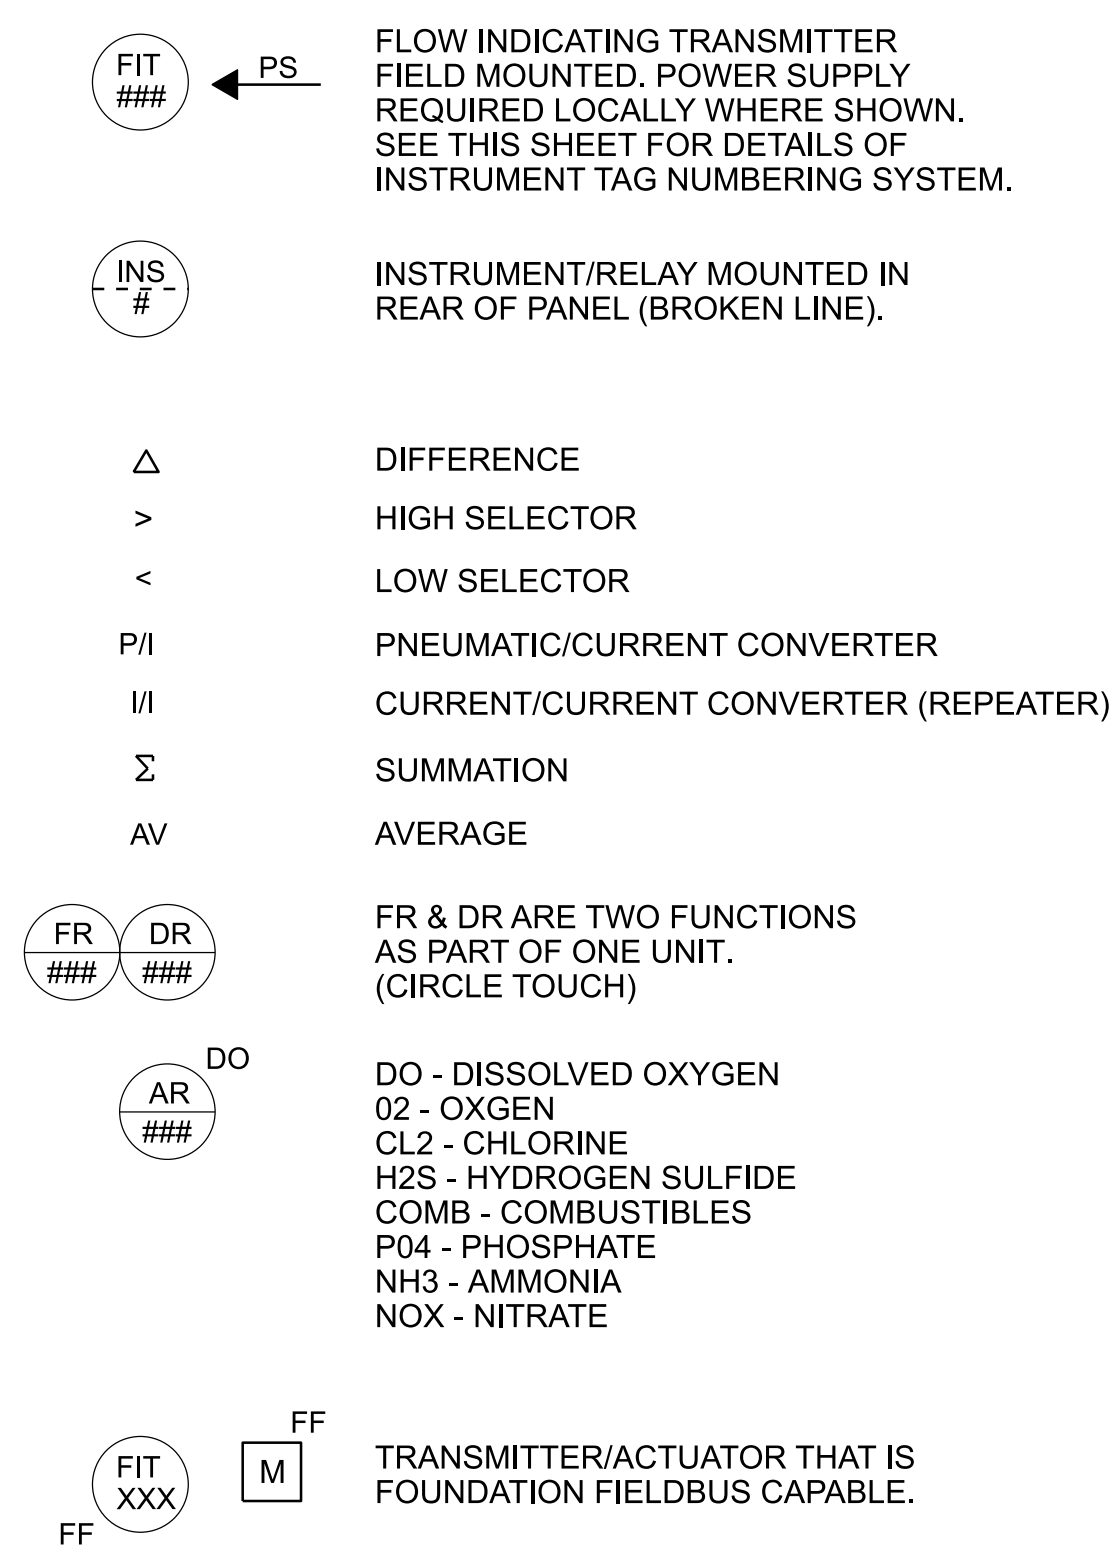 FIT
###
PS
FLOW INDICATING TRANSMITTER
FIELD MOUNTED. POWER SUPPLY
REQUIRED LOCALLY WHERE SHOWN.
SEE THIS SHEET FOR DETAILS OF
INSTRUMENT TAG NUMBERING SYSTEM.
INS
#
INSTRUMENT/RELAY MOUNTED IN
REAR OF PANEL (BROKEN LINE).
△ DIFFERENCE
> HIGH SELECTOR
< LOW SELECTOR
P/I PNEUMATIC/CURRENT CONVERTER
I/I CURRENT/CURRENT CONVERTER (REPEATER)
Σ SUMMATION
AV AVERAGE
FR DR
### ###
FR & DR ARE TWO FUNCTIONS
AS PART OF ONE UNIT.
(CIRCLE TOUCH)
DO
AR
###
DO - DISSOLVED OXYGEN
02 - OXGEN
CL2 - CHLORINE
H2S - HYDROGEN SULFIDE
COMB - COMBUSTIBLES
P04 - PHOSPHATE
NH3 - AMMONIA
NOX - NITRATE
FIT
XXX
FF
FF
M
TRANSMITTER/ACTUATOR THAT IS
FOUNDATION FIELDBUS CAPABLE.